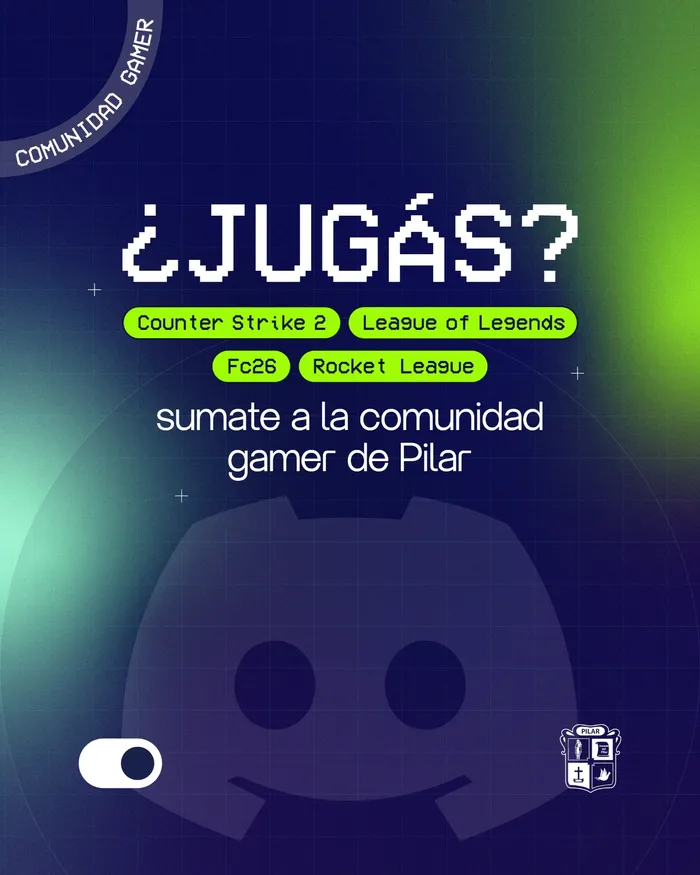 COMUNIDAD GAMER
¿JUGÁS?
Counter Strike 2 League of Legends
Fc26 Rocket League
sumate a la comunidad
gamer de Pilar
PILAR